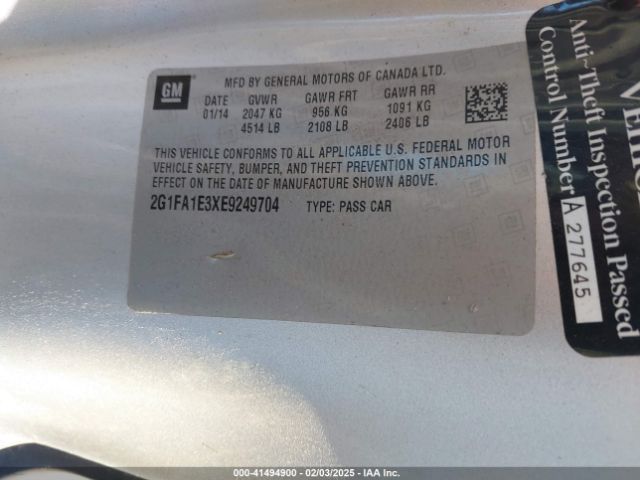 GM
MFD BY GENERAL MOTORS OF CANADA LTD.
DATE GVWR GAWR FRT GAWR RR
01/14 2047 KG 956 KG 1091 KG
4514 LB 2108 LB 2406 LB
THIS VEHICLE CONFORMS TO ALL APPLICABLE U.S. FEDERAL MOTOR
VEHICLE SAFETY, BUMPER, AND THEFT PREVENTION STANDARDS IN
EFFECT ON THE DATE OF MANUFACTURE SHOWN ABOVE.
2G1FA1E3XE9249704 TYPE: PASS CAR
Anti-Theft Inspection Passed
Control Number A 277645
000-41494900 - 02/03/2025 - IAAI.COM